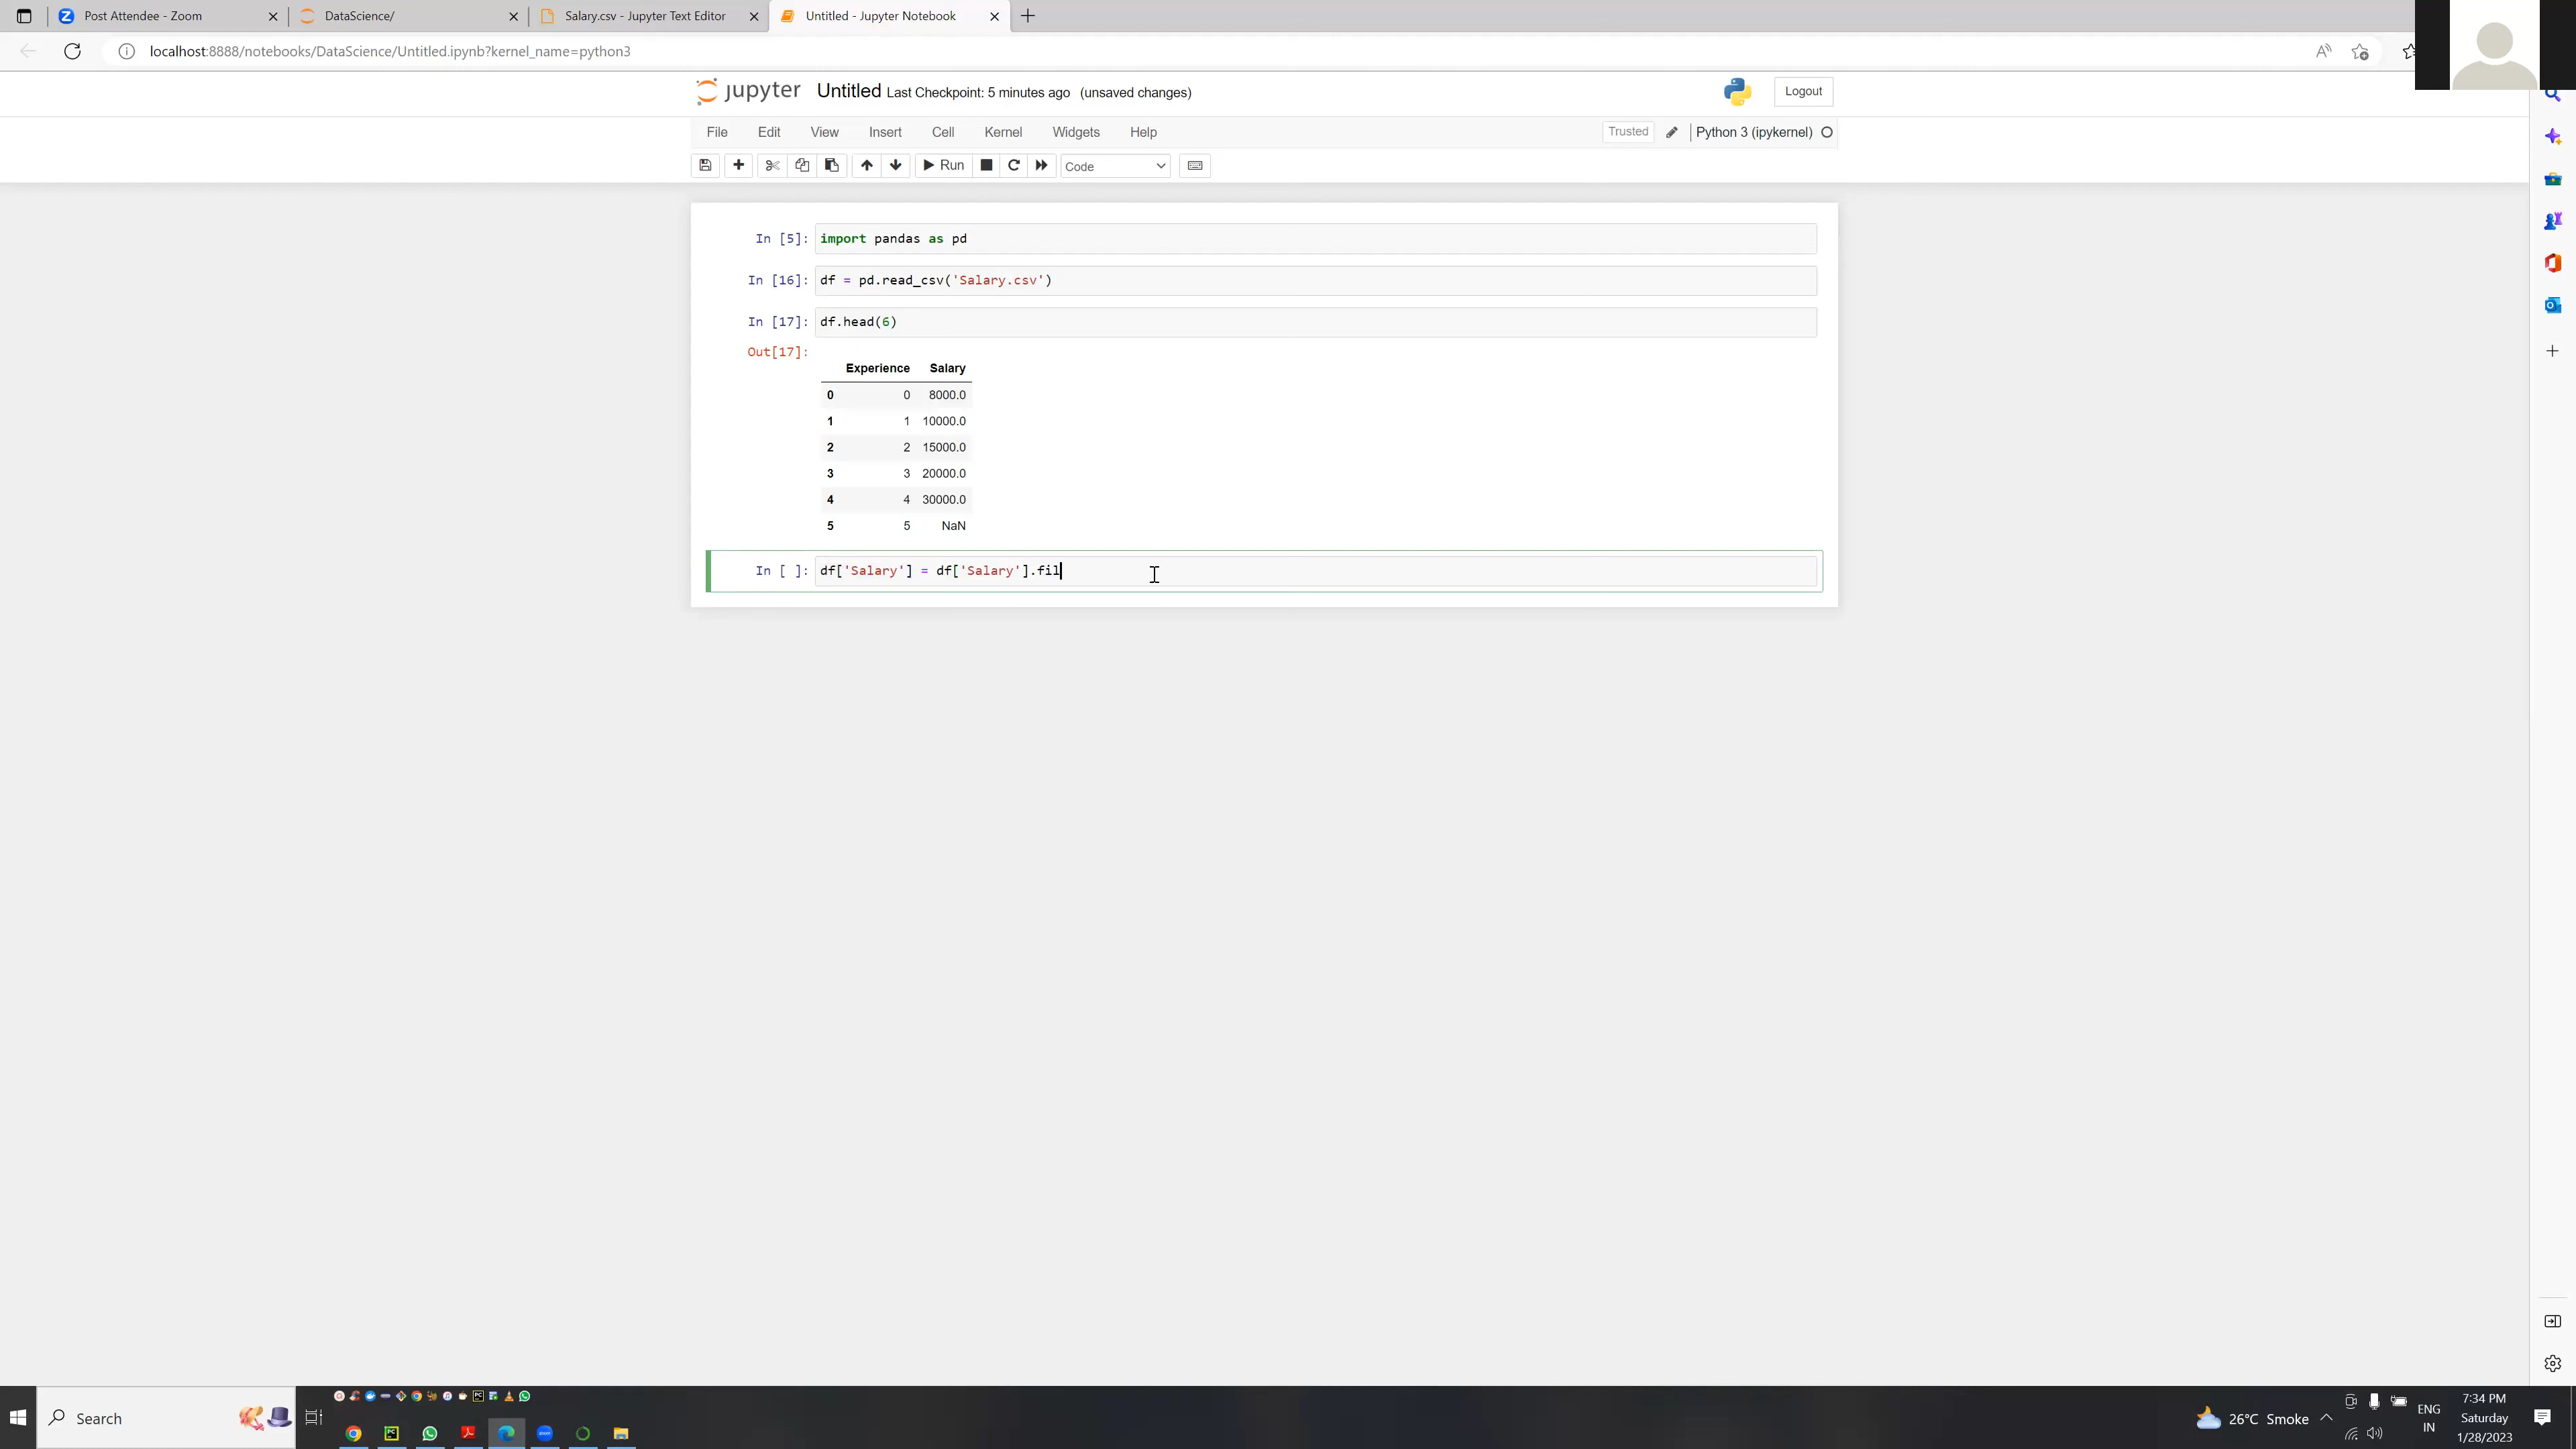 Post Attendee - Zoom
DataScience/
Salary.csv - Jupyter Text Editor
Untitled - Jupyter Notebook
localhost:8888/notebooks/DataScience/Untitled.ipynb?kernel_name=python3
jupyter Untitled Last Checkpoint: 5 minutes ago (unsaved changes)
Logout
File Edit View Insert Cell Kernel Widgets Help
Trusted Python 3 (ipykernel)
Run Code
In [5]: import pandas as pd
In [16]: df = pd.read_csv('Salary.csv')
In [17]: df.head(6)
Out[17]:
Experience Salary
0 0 8000.0
1 1 10000.0
2 2 15000.0
3 3 20000.0
4 4 30000.0
5 5 NaN
In [ ]: df['Salary'] = df['Salary'].fil
Search
26°C Smoke
ENG
IN
7:34 PM
Saturday
1/28/2023